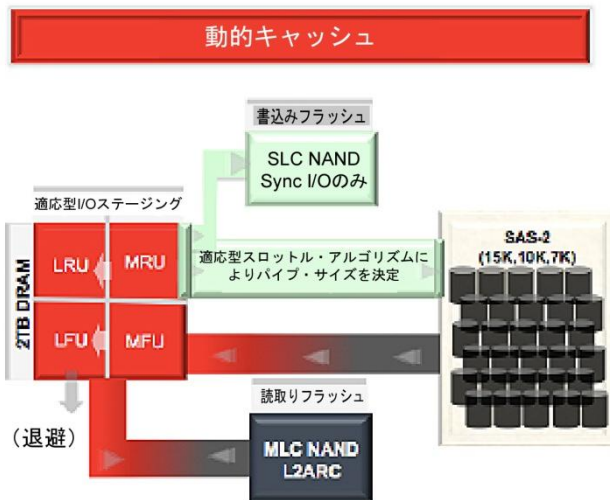 動的キャッシュ
書込みフラッシュ
SLC NAND
Sync I/Oのみ
適応型I/Oステージング
2TB DRAM
LRU
MRU
LFU
MFU
適応型スロットル・アルゴリズムに
よりパイプ・サイズを決定
SAS-2
(15K,10K,7K)
(退避)
読取りフラッシュ
MLC NAND
L2ARC